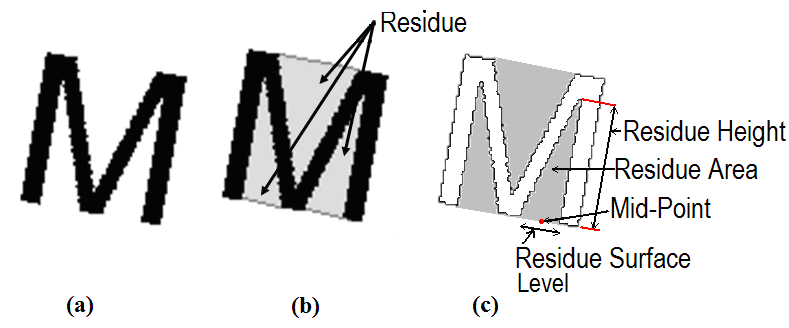 M
Residue
M
M
Residue Height
Residue Area
Mid-Point
Residue Surface
Level
(a)
(b)
(c)